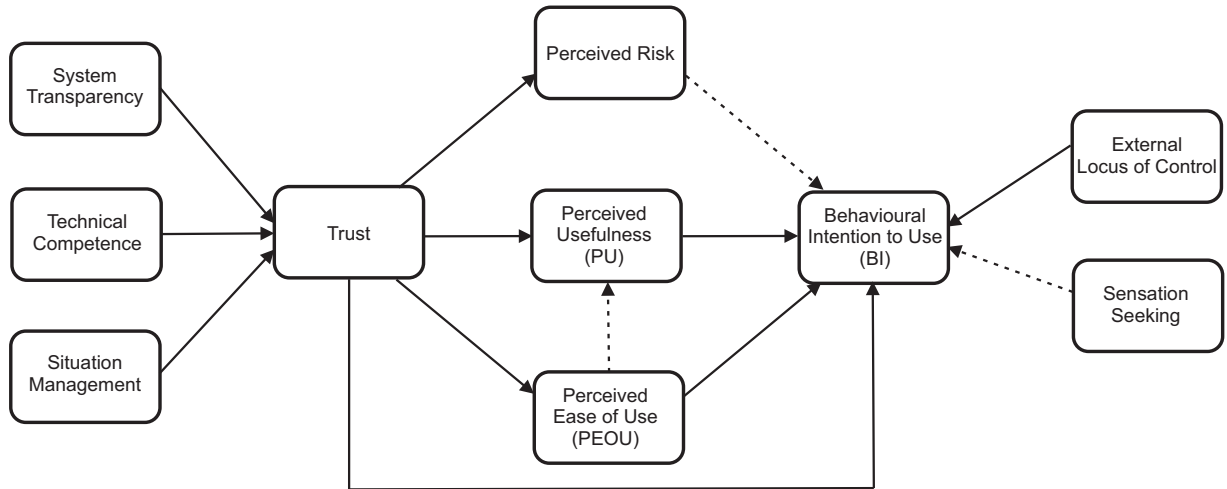 System
Transparency
Technical
Competence
Situation
Management
Trust
Perceived Risk
Perceived
Usefulness
(PU)
Perceived
Ease of Use
(PEOU)
Behavioural
Intention to Use
(BI)
External
Locus of Control
Sensation
Seeking